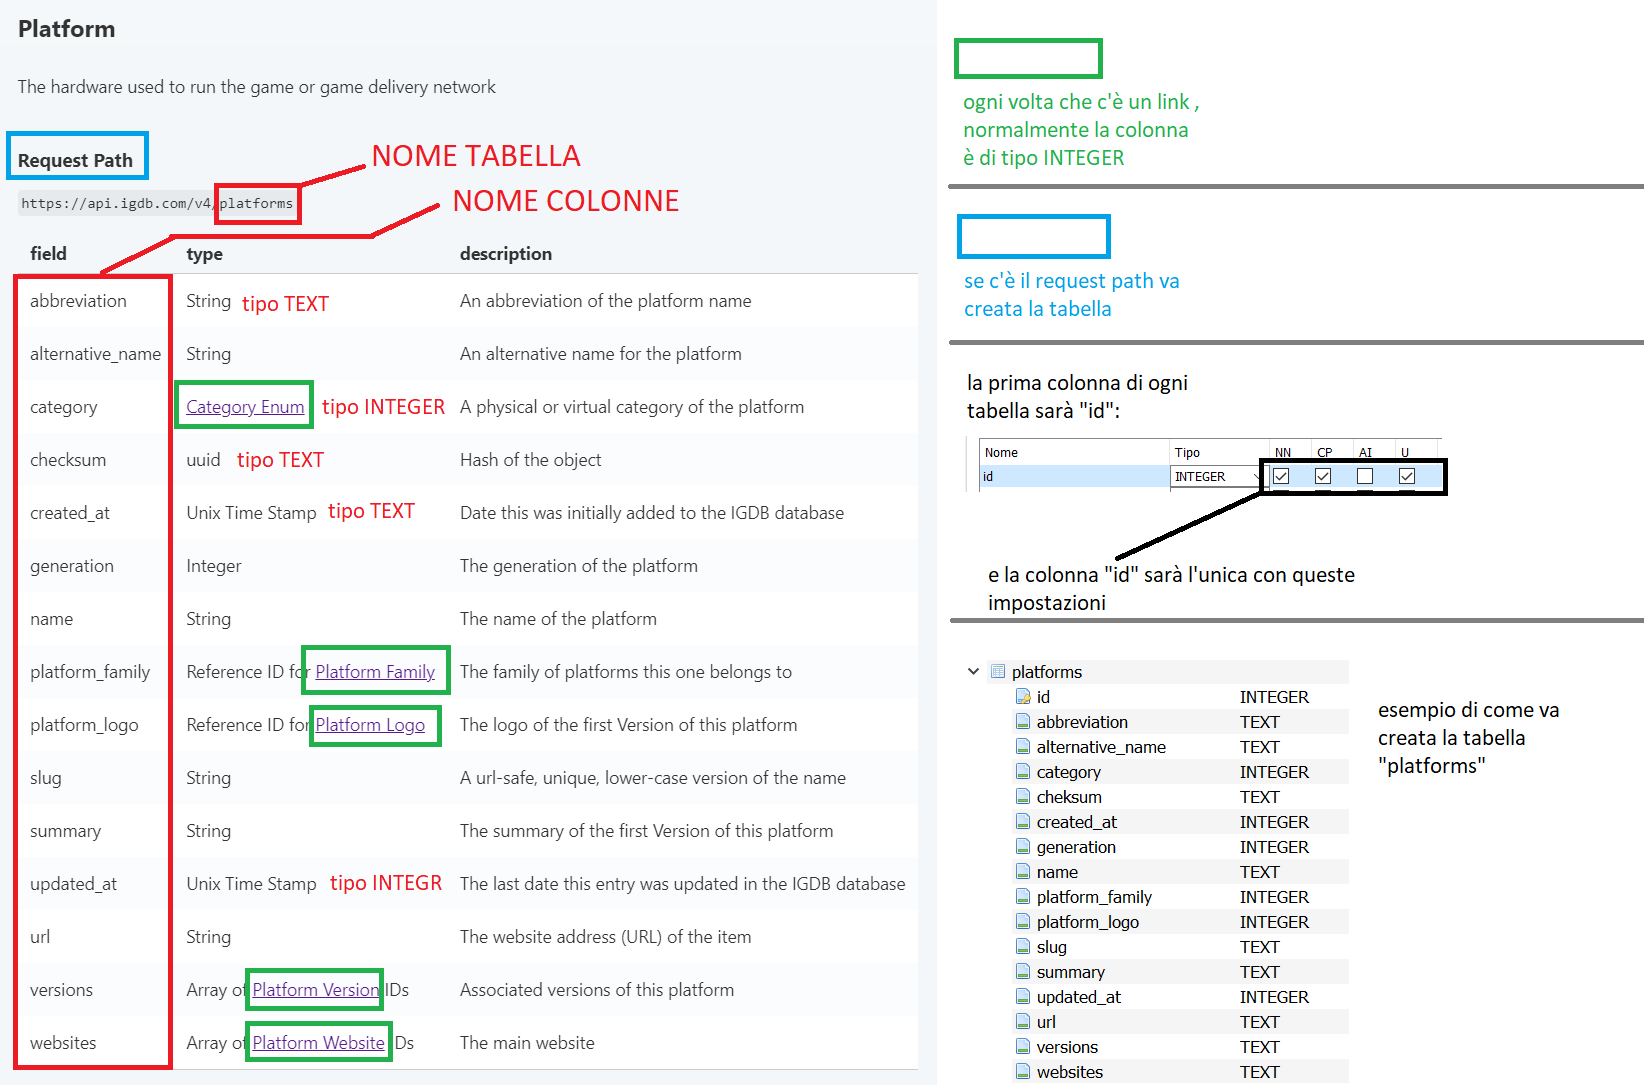 Platform
The hardware used to run the game or game delivery network
Request Path
NOME TABELLA
https://api.igdb.com/v4/platforms
NOME COLONNE
field type description
abbreviation String tipo TEXT An abbreviation of the platform name
alternative_name String An alternative name for the platform
category Category Enum tipo INTEGER A physical or virtual category of the platform
checksum uuid tipo TEXT Hash of the object
created_at Unix Time Stamp tipo TEXT Date this was initially added to the IGDB database
generation Integer The generation of the platform
name String The name of the platform
platform_family Reference ID for Platform Family The family of platforms this one belongs to
platform_logo Reference ID for Platform Logo The logo of the first Version of this platform
slug String A url-safe, unique, lower-case version of the name
summary String The summary of the first Version of this platform
updated_at Unix Time Stamp tipo INTEGR The last date this entry was updated in the IGDB database
url String The website address (URL) of the item
versions Array of Platform Version IDs Associated versions of this platform
websites Array of Platform Website IDs The main website
ogni volta che c'è un link ,
normalmente la colonna
è di tipo INTEGER
se c'è il request path va
creata la tabella
la prima colonna di ogni
tabella sarà "id":
Nome Tipo NN CP AI U
id INTEGER
e la colonna "id" sarà l'unica con queste
impostazioni
platforms
id INTEGER
abbreviation TEXT
alternative_name TEXT
category INTEGER
cheksum TEXT
created_at INTEGER
generation INTEGER
name TEXT
platform_family INTEGER
platform_logo INTEGER
slug TEXT
summary TEXT
updated_at INTEGER
url TEXT
versions TEXT
websites TEXT
esempio di come va
creata la tabella
"platforms"